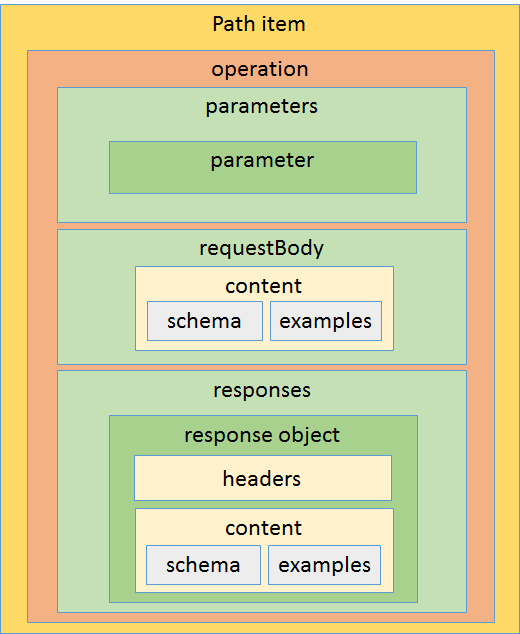 Path item
operation
parameters
parameter
requestBody
content
schema examples
responses
response object
headers
content
schema examples